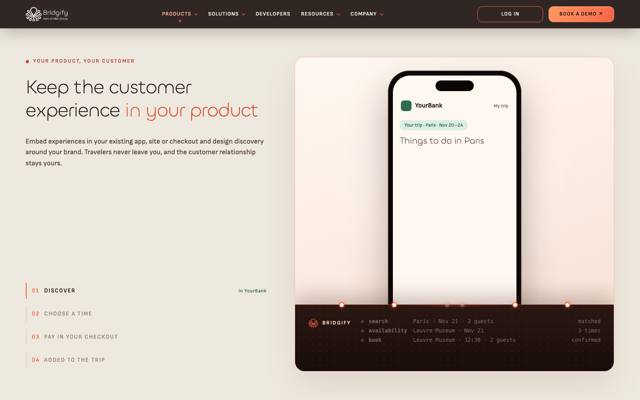 Bridgify
PRODUCTS
SOLUTIONS
DEVELOPERS
RESOURCES
COMPANY
LOG IN
BOOK A DEMO ↗
YOUR PRODUCT, YOUR CUSTOMER
Keep the customer
experience in your product
Embed experiences in your existing app, site or checkout and design discovery
around your brand. Travelers never leave you, and the customer relationship
stays yours.
01 DISCOVER
In YourBank
02 CHOOSE A TIME
03 PAY IN YOUR CHECKOUT
04 ADDED TO THE TRIP
YourBank
My trip
Your trip · Paris · Nov 20–24
Things to do in Paris
BRIDGIFY
search Paris · Nov 21 · 2 guests matched
availability Louvre Museum · Nov 21 3 times
book Louvre Museum · 12:30 · 2 guests confirmed